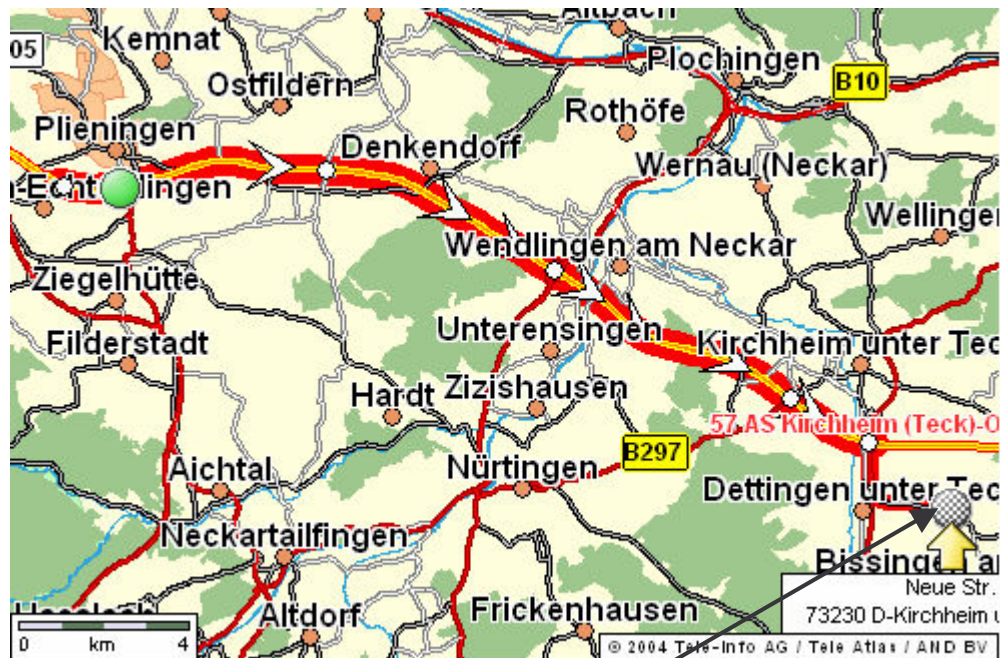 05
Kemnat
Altbach
Plochingen
B10
Ostfildern
Rothöfe
Plieningen
Denkendorf
Wernau (Neckar)
Wellinge
Wendlingen am Neckar
Ziegelhütte
Unterensingen
Kirchheim unter Tec
Filderstadt
Hardt
Zizishausen
57 AS Kirchheim (Teck)-O
B297
Aichtal
Nürtingen
Dettingen unter Tec
Neckartailfingen
Bissingen a
Neue Str.
73230 D-Kirchheim u
Altdorf
Frickenhausen
0 km 4
© 2004 Tele-Info AG / Tele Atlas / AND BV